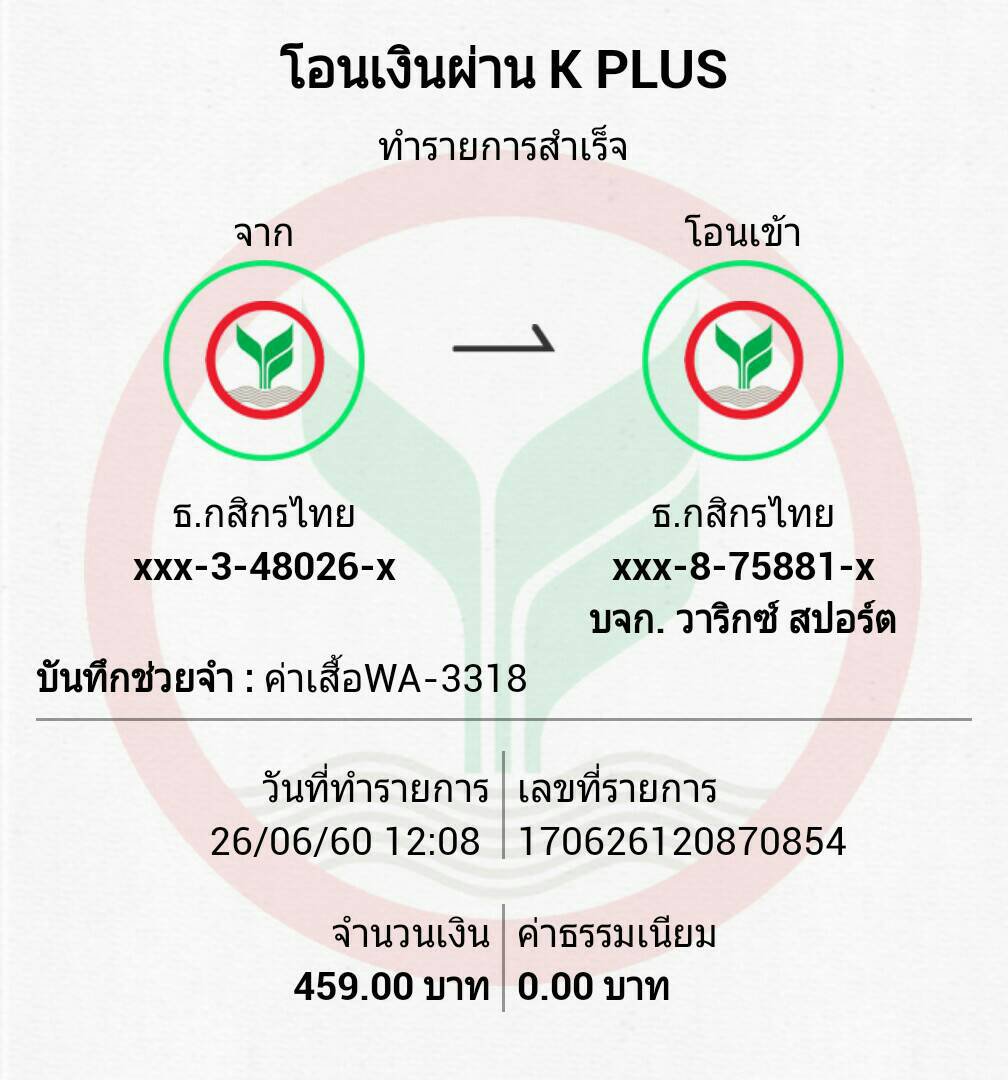 โอนเงินผ่าน K PLUS
ทำรายการสำเร็จ
จาก
โอนเข้า
ธ.กสิกรไทย
xxx-3-48026-x
ธ.กสิกรไทย
xxx-8-75881-x
บจก. วาริกซ์ สปอร์ต
บันทึกช่วยจำ : ค่าเสื้อWA-3318
วันที่ทำรายการ
26/06/60 12:08
เลขที่รายการ
170626120870854
จำนวนเงิน
459.00 บาท
ค่าธรรมเนียม
0.00 บาท